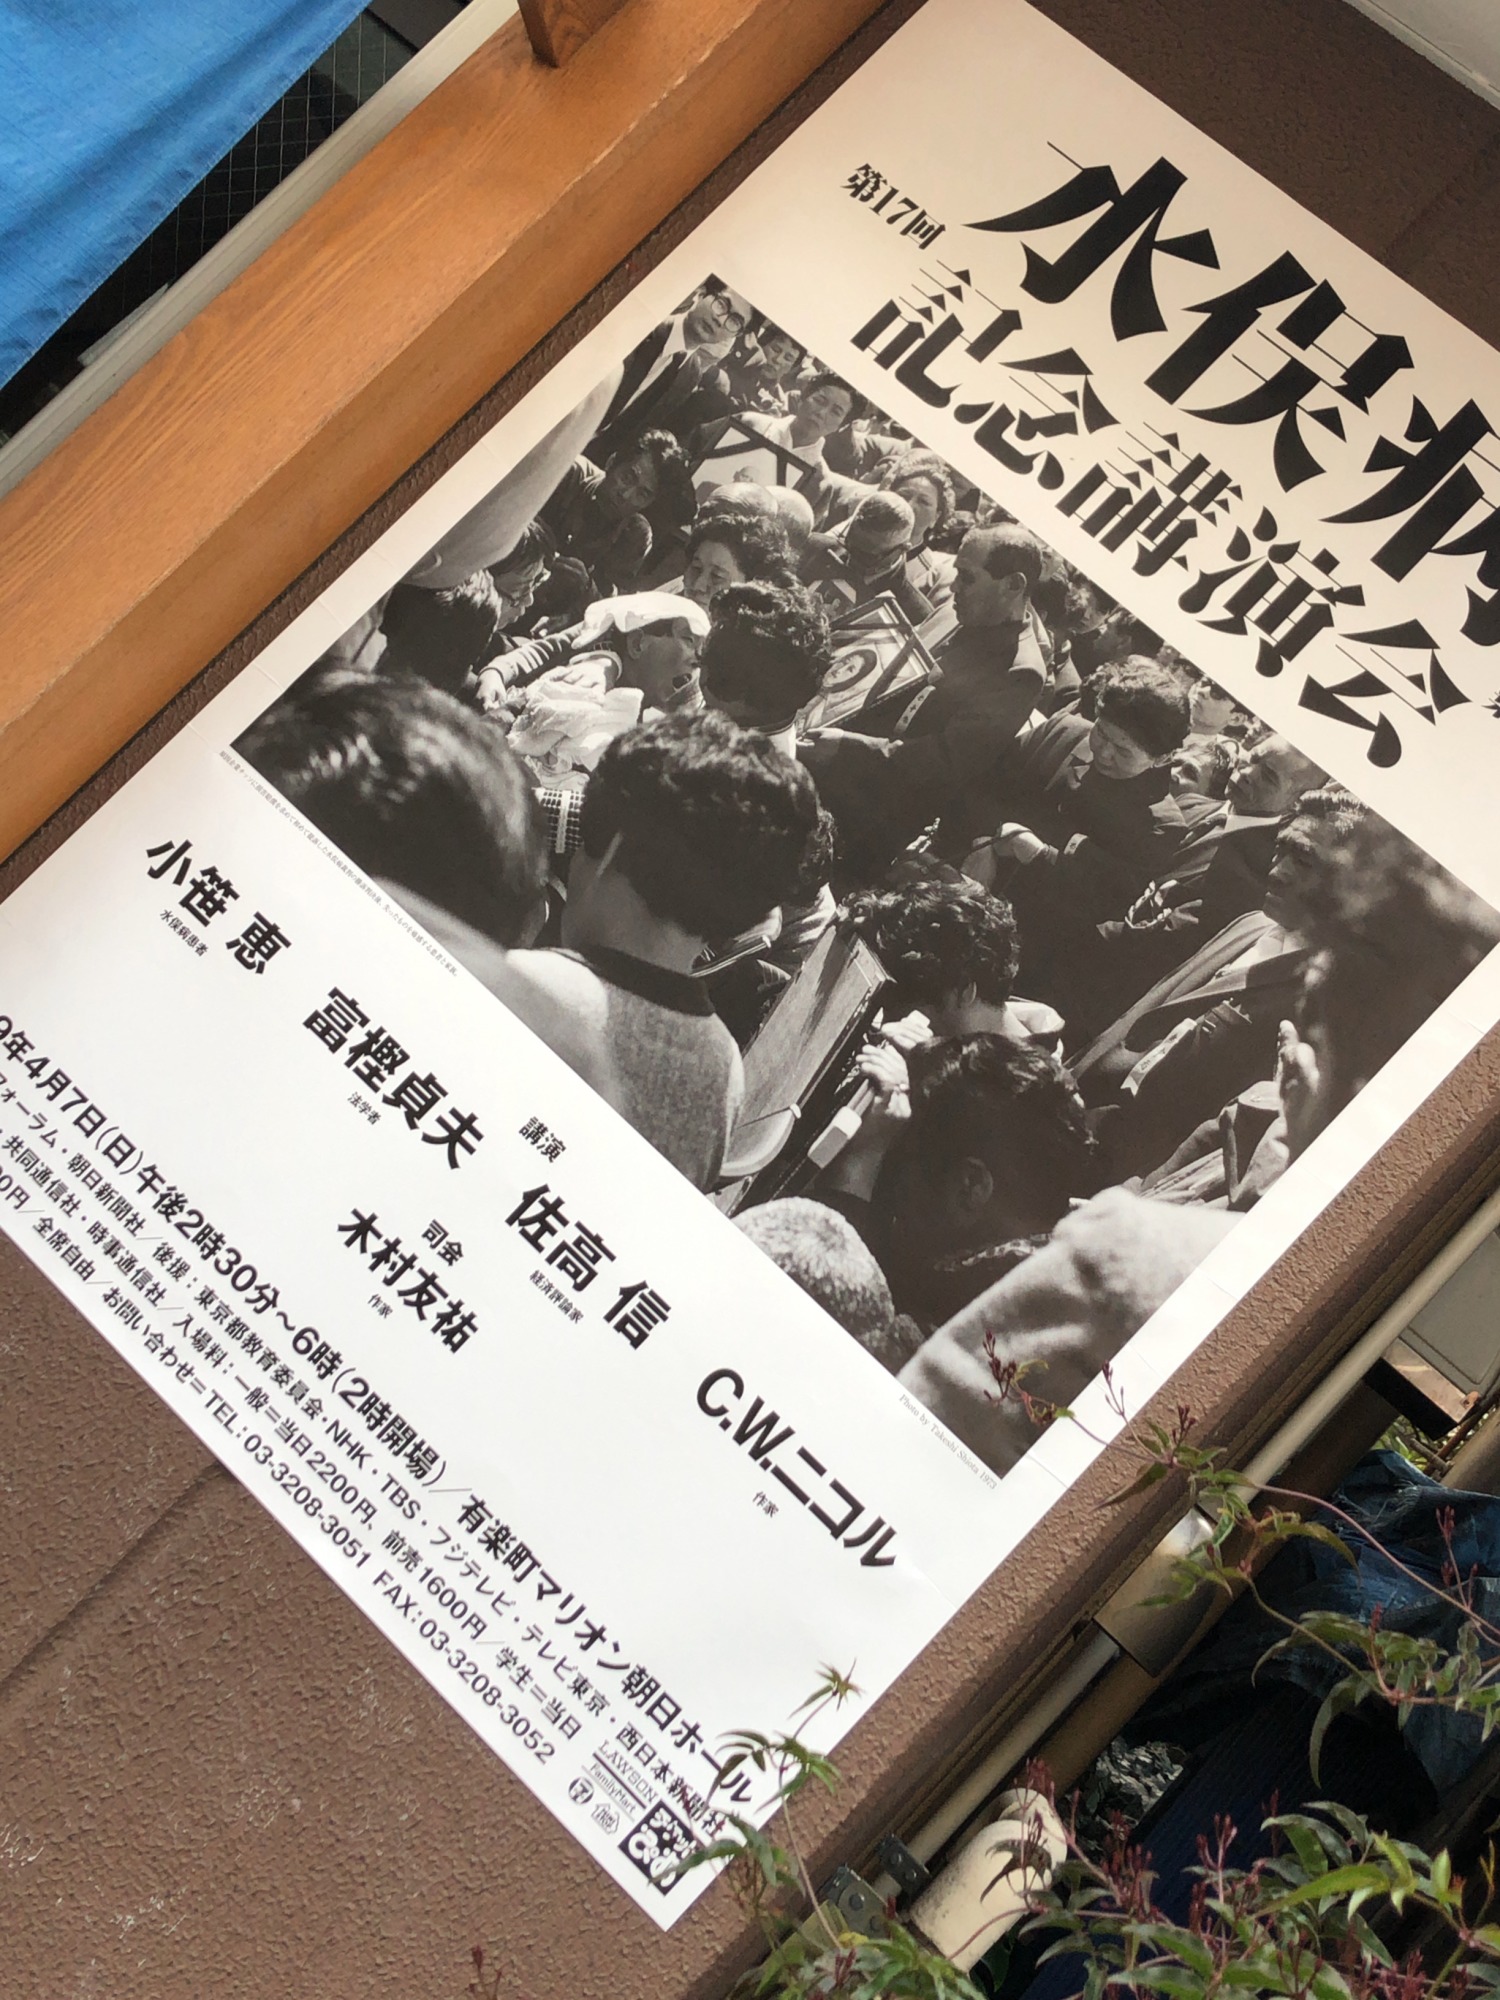 水俣病
第17回
記念講演会
Photo by Takeshi Shiota 1973
講演
小笹 恵
水俣病患者
富樫貞夫
法学者
佐高 信
経済評論家
C.W.ニコル
作家
司会
木村友祐
作家
9年4月7日(日)午後2時30分〜6時(2時開場)/有楽町マリオン朝日ホール
フォーラム・朝日新聞社/後援:東京都教育委員会・NHK・TBS・フジテレビ・テレビ東京・西日本新聞社
・共同通信社・時事通信社/入場料:一般=当日2200円、前売1600円/学生=当日
00円/全席自由/お問い合わせ=TEL:03-3208-3051 FAX:03-3208-3052
LAWSON
FamilyMart